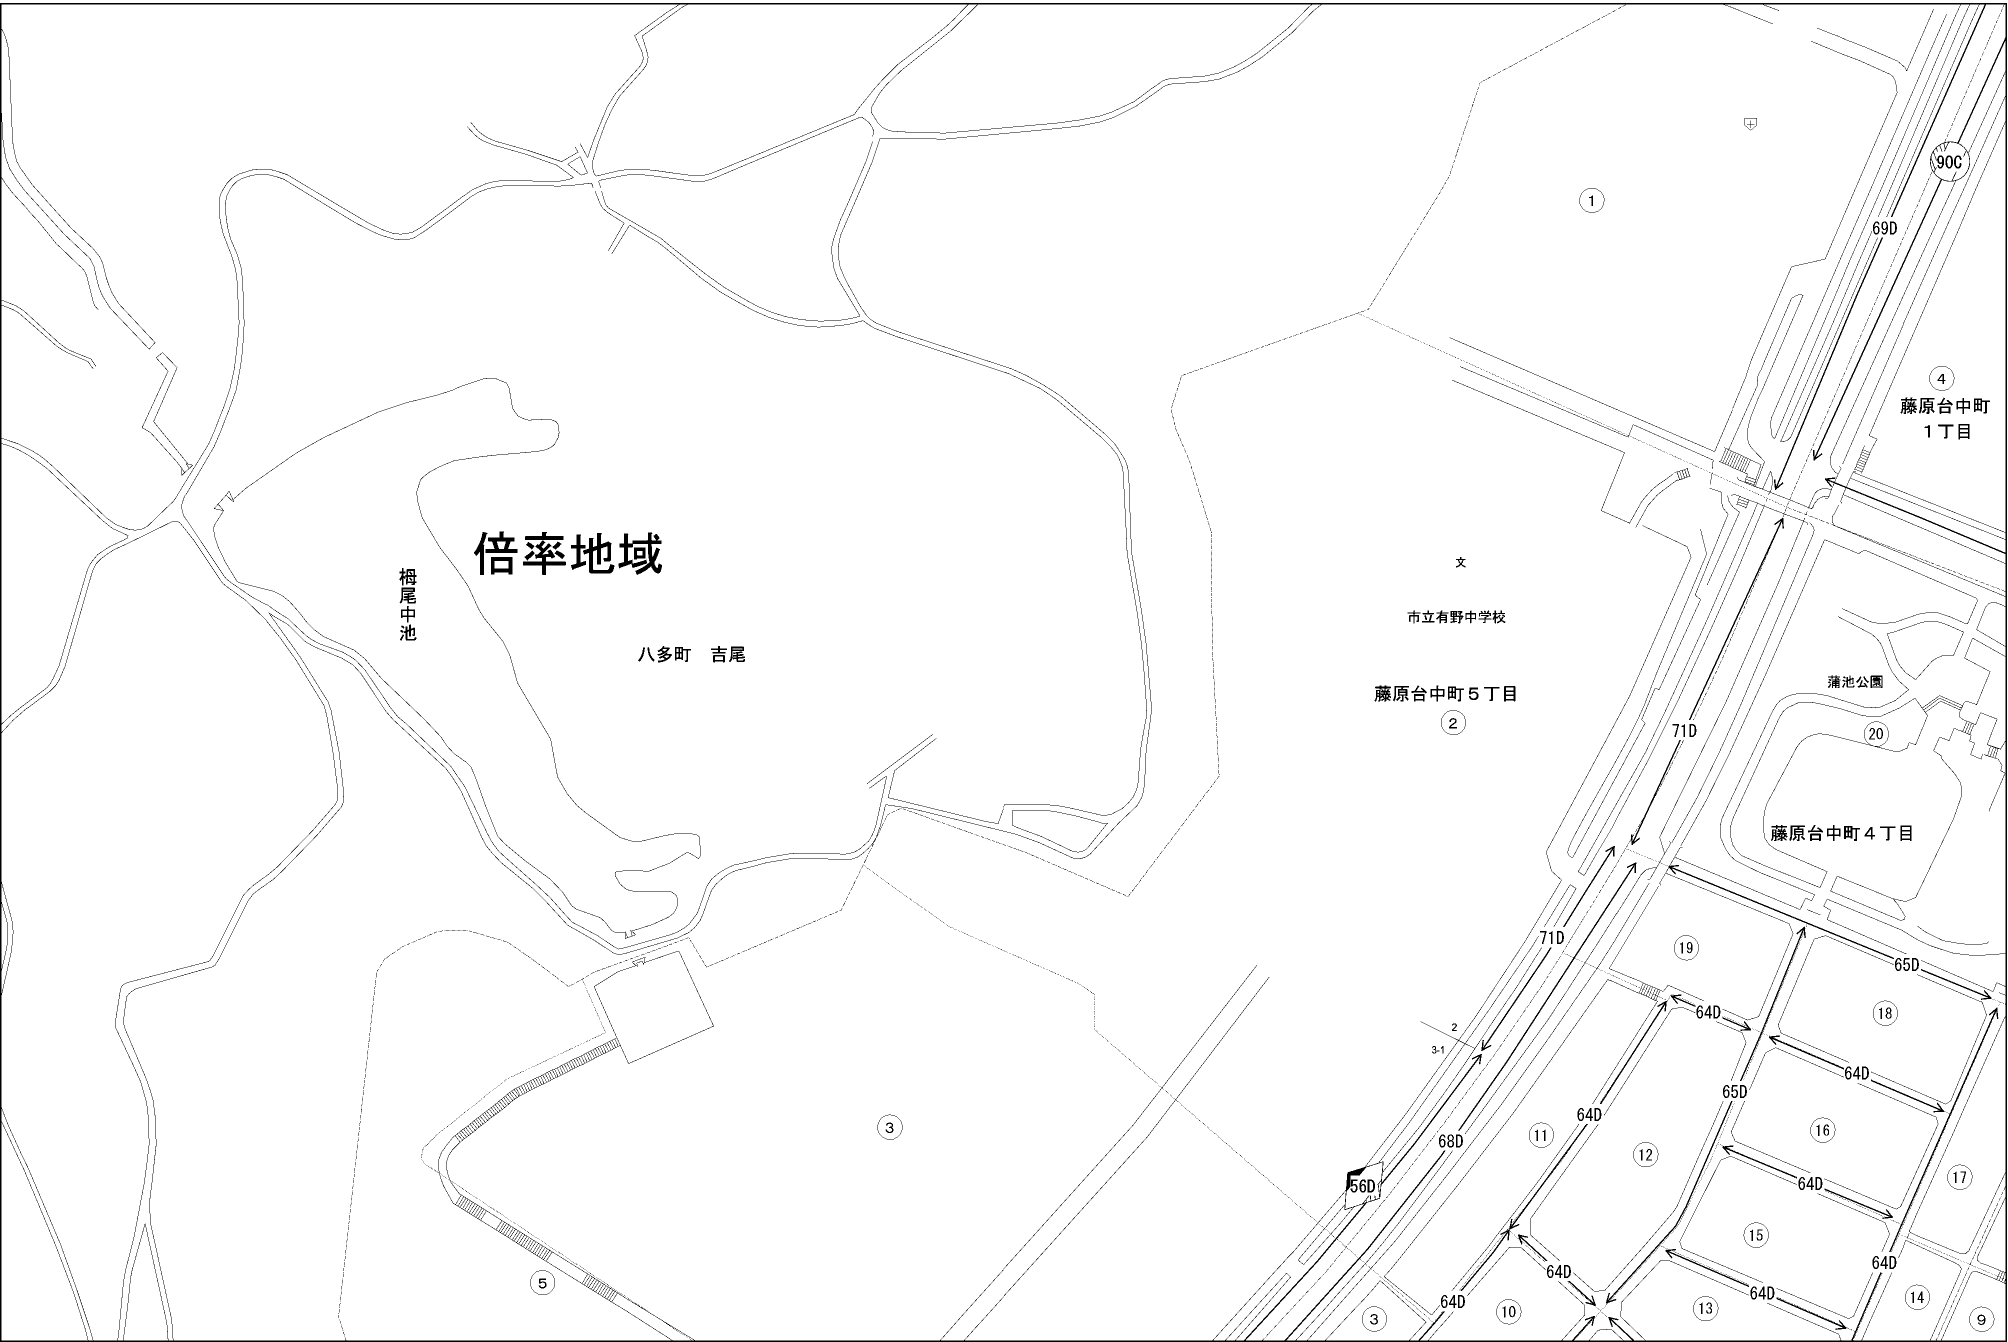 90C
①
69D
④
藤原台中町
１丁目
倍率地域
文
栂尾中池
市立有野中学校
八多町　吉尾
蒲池公園
藤原台中町５丁目
②
71D
⑳
藤原台中町４丁目
71D
⑲
65D
64D
⑱
2
3-1
64D
65D
③
64D
⑪
68D
⑯
⑫
⑰
56D
64D
⑮
⑤
64D
64D
64D
64D
⑩
⑬
⑭
③
⑨